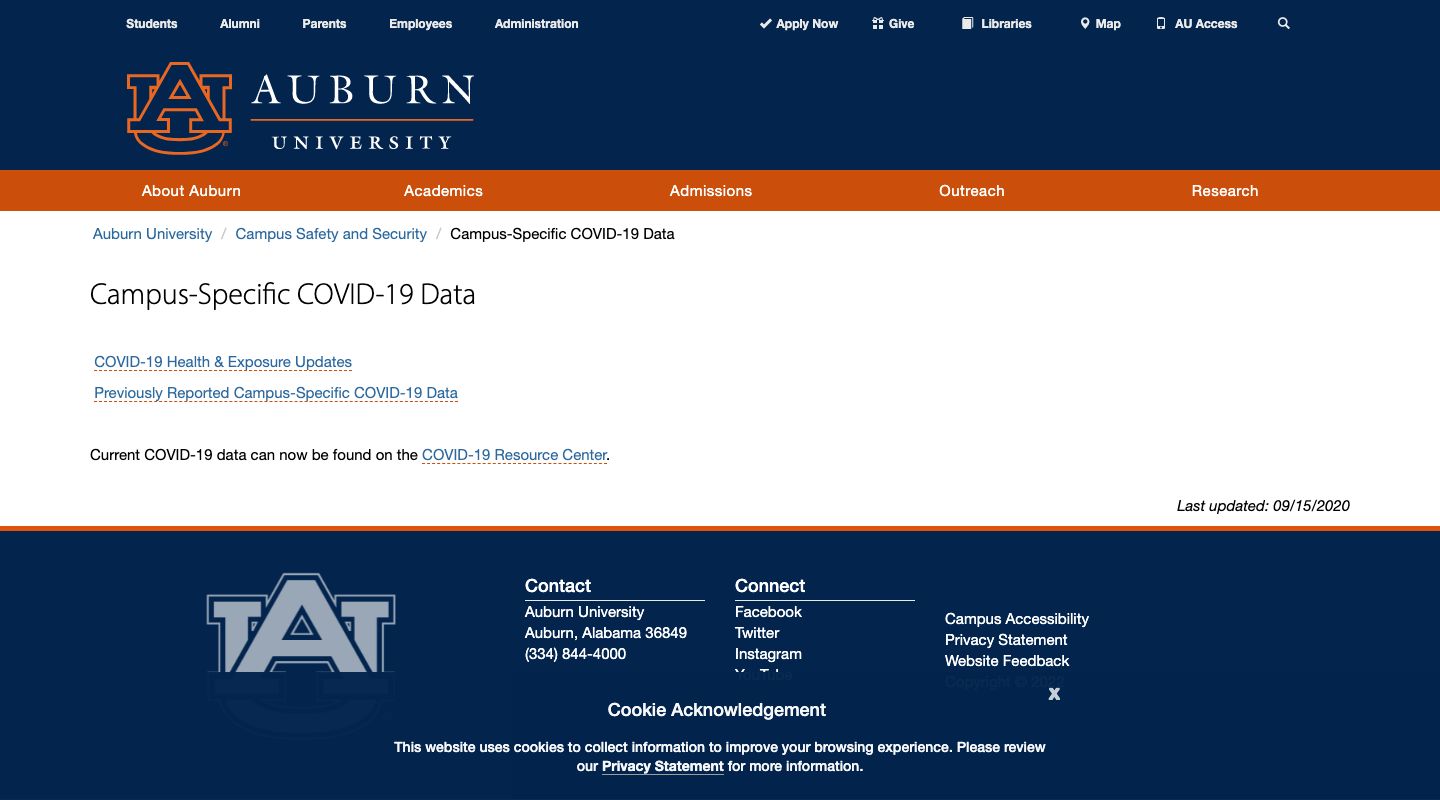 Students Alumni Parents Employees Administration Apply Now Give Libraries Map AU Access
AUBURN
UNIVERSITY
About Auburn Academics Admissions Outreach Research
Auburn University / Campus Safety and Security / Campus-Specific COVID-19 Data
Campus-Specific COVID-19 Data
COVID-19 Health & Exposure Updates
Previously Reported Campus-Specific COVID-19 Data
Current COVID-19 data can now be found on the COVID-19 Resource Center.
Last updated: 09/15/2020
Contact
Auburn University
Auburn, Alabama 36849
(334) 844-4000
Connect
Facebook
Twitter
Instagram
YouTube
Campus Accessibility
Privacy Statement
Website Feedback
Copyright © 2022
X
Cookie Acknowledgement
This website uses cookies to collect information to improve your browsing experience. Please review
our Privacy Statement for more information.